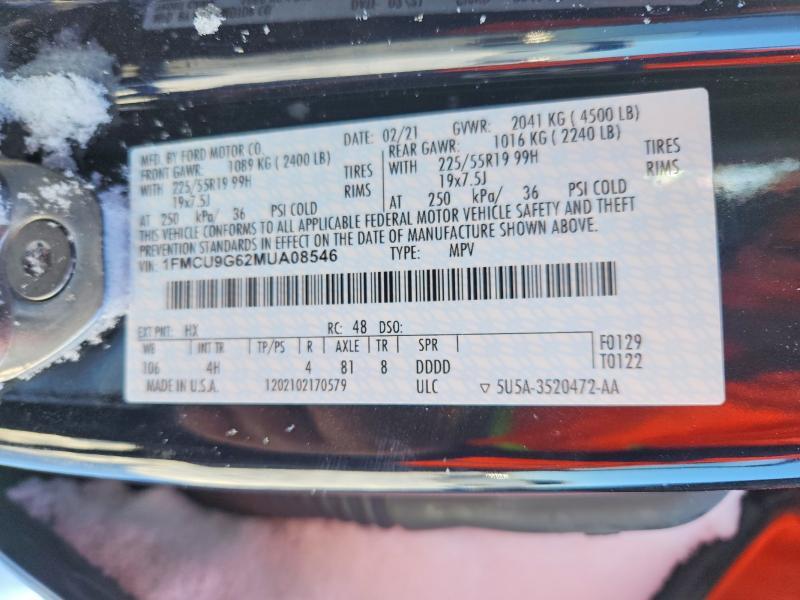 DATE: 02/21 GVWR: 2041 KG ( 4500 LB)
MFD. BY FORD MOTOR CO.
FRONT GAWR: 1089 KG ( 2400 LB) REAR GAWR: 1016 KG ( 2240 LB)
WITH 225/55R19 99H TIRES WITH 225/55R19 99H TIRES
19x7.5J RIMS 19x7.5J RIMS
AT 250 kPa/ 36 PSI COLD AT 250 kPa/ 36 PSI COLD
THIS VEHICLE CONFORMS TO ALL APPLICABLE FEDERAL MOTOR VEHICLE SAFETY AND THEFT
PREVENTION STANDARDS IN EFFECT ON THE DATE OF MANUFACTURE SHOWN ABOVE.
VIN: 1FMCU9G62MUA08546 TYPE: MPV
EXT PNT: HX RC: 48 DSO:
WB INT TR TP/PS R AXLE TR SPR F0129
106 4H 4 81 8 DDDD T0122
MADE IN U.S.A. 1202102170579 ULC ▽ 5U5A-3520472-AA